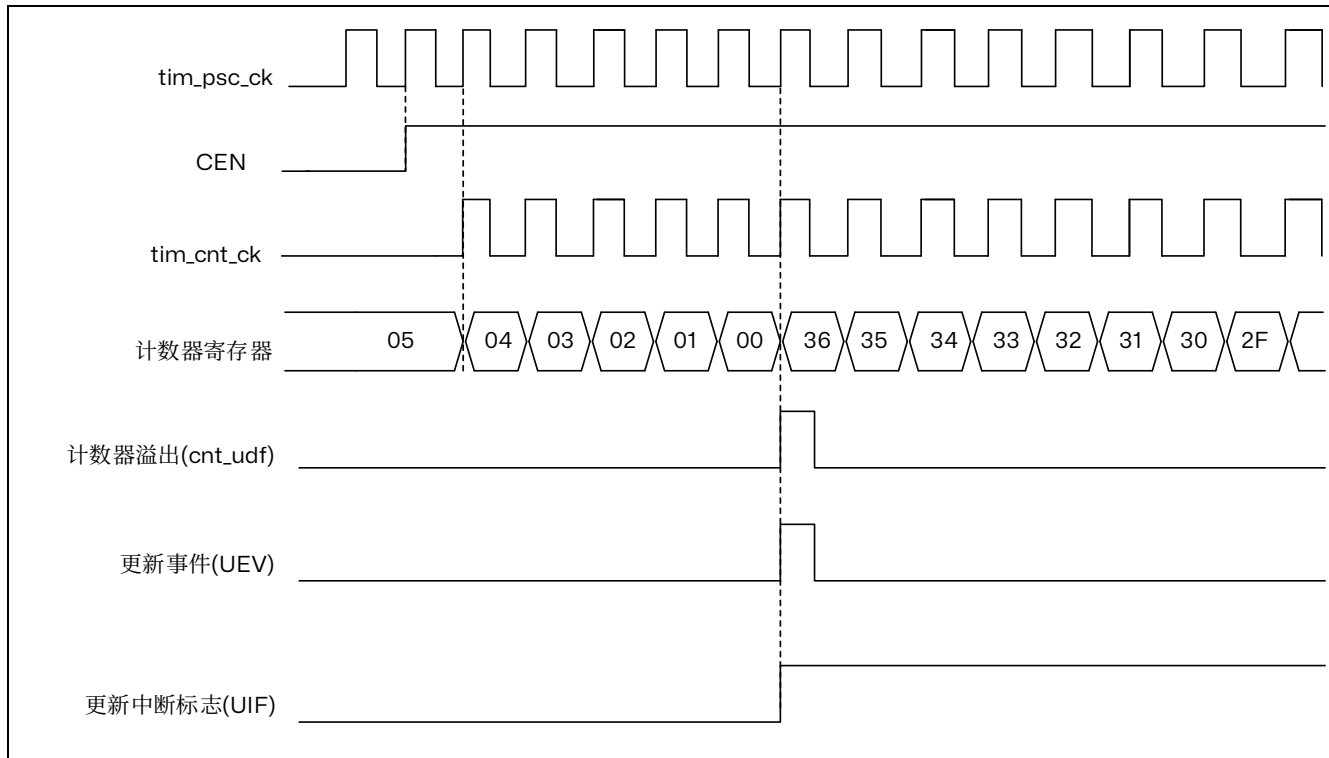 tim_psc_ck
CEN
tim_cnt_ck
计数器寄存器 05 04 03 02 01 00 36 35 34 33 32 31 30 2F
计数器溢出(cnt_udf)
更新事件(UEV)
更新中断标志(UIF)